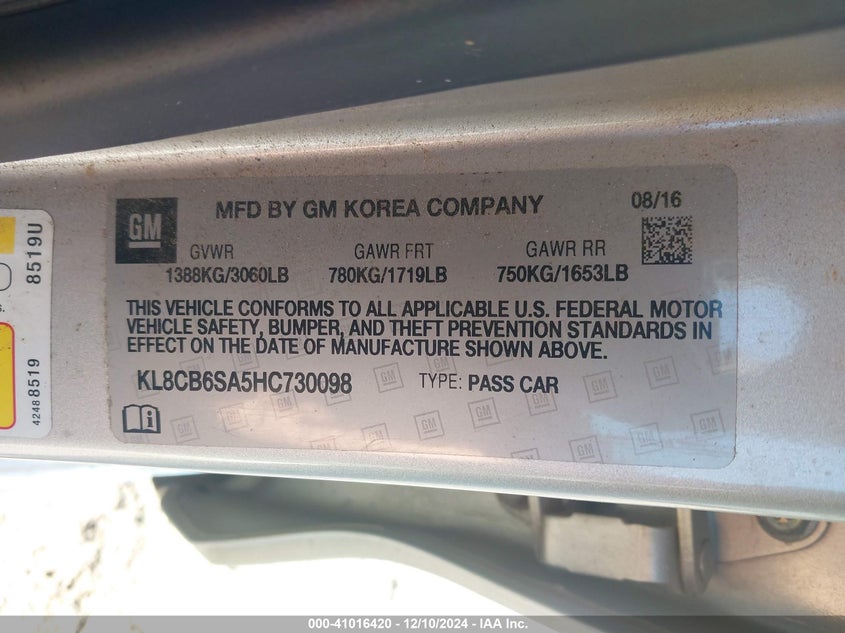 GM
MFD BY GM KOREA COMPANY
08/16
GVWR GAWR FRT GAWR RR
1388KG/3060LB 780KG/1719LB 750KG/1653LB
THIS VEHICLE CONFORMS TO ALL APPLICABLE U.S. FEDERAL MOTOR
VEHICLE SAFETY, BUMPER, AND THEFT PREVENTION STANDARDS IN
EFFECT ON THE DATE OF MANUFACTURE SHOWN ABOVE.
KL8CB6SA5HC730098 TYPE: PASS CAR
8519U
42488519
000-41016420 - 12/10/2024 - IAA Inc.